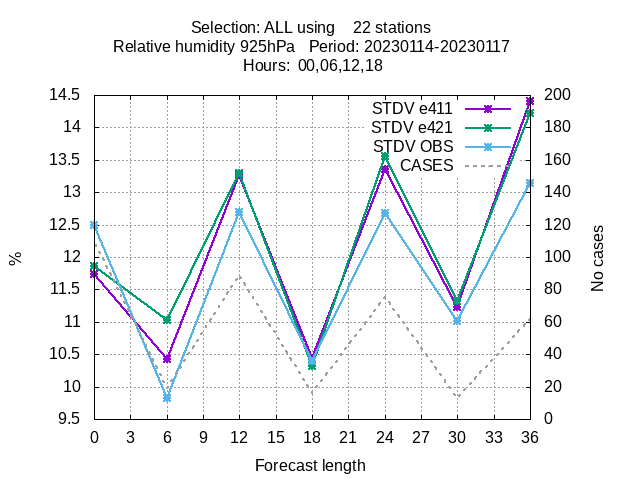 Selection: ALL using    22 stations
Relative humidity 925hPa   Period: 20230114-20230117
Hours:  00,06,12,18
STDV e411
STDV e421
STDV OBS
CASES
14.5
14
13.5
13
12.5
12
11.5
11
10.5
10
9.5
%
200
180
160
140
120
100
80
60
40
20
0
No cases
0 3 6 9 12 15 18 21 24 27 30 33 36
Forecast length